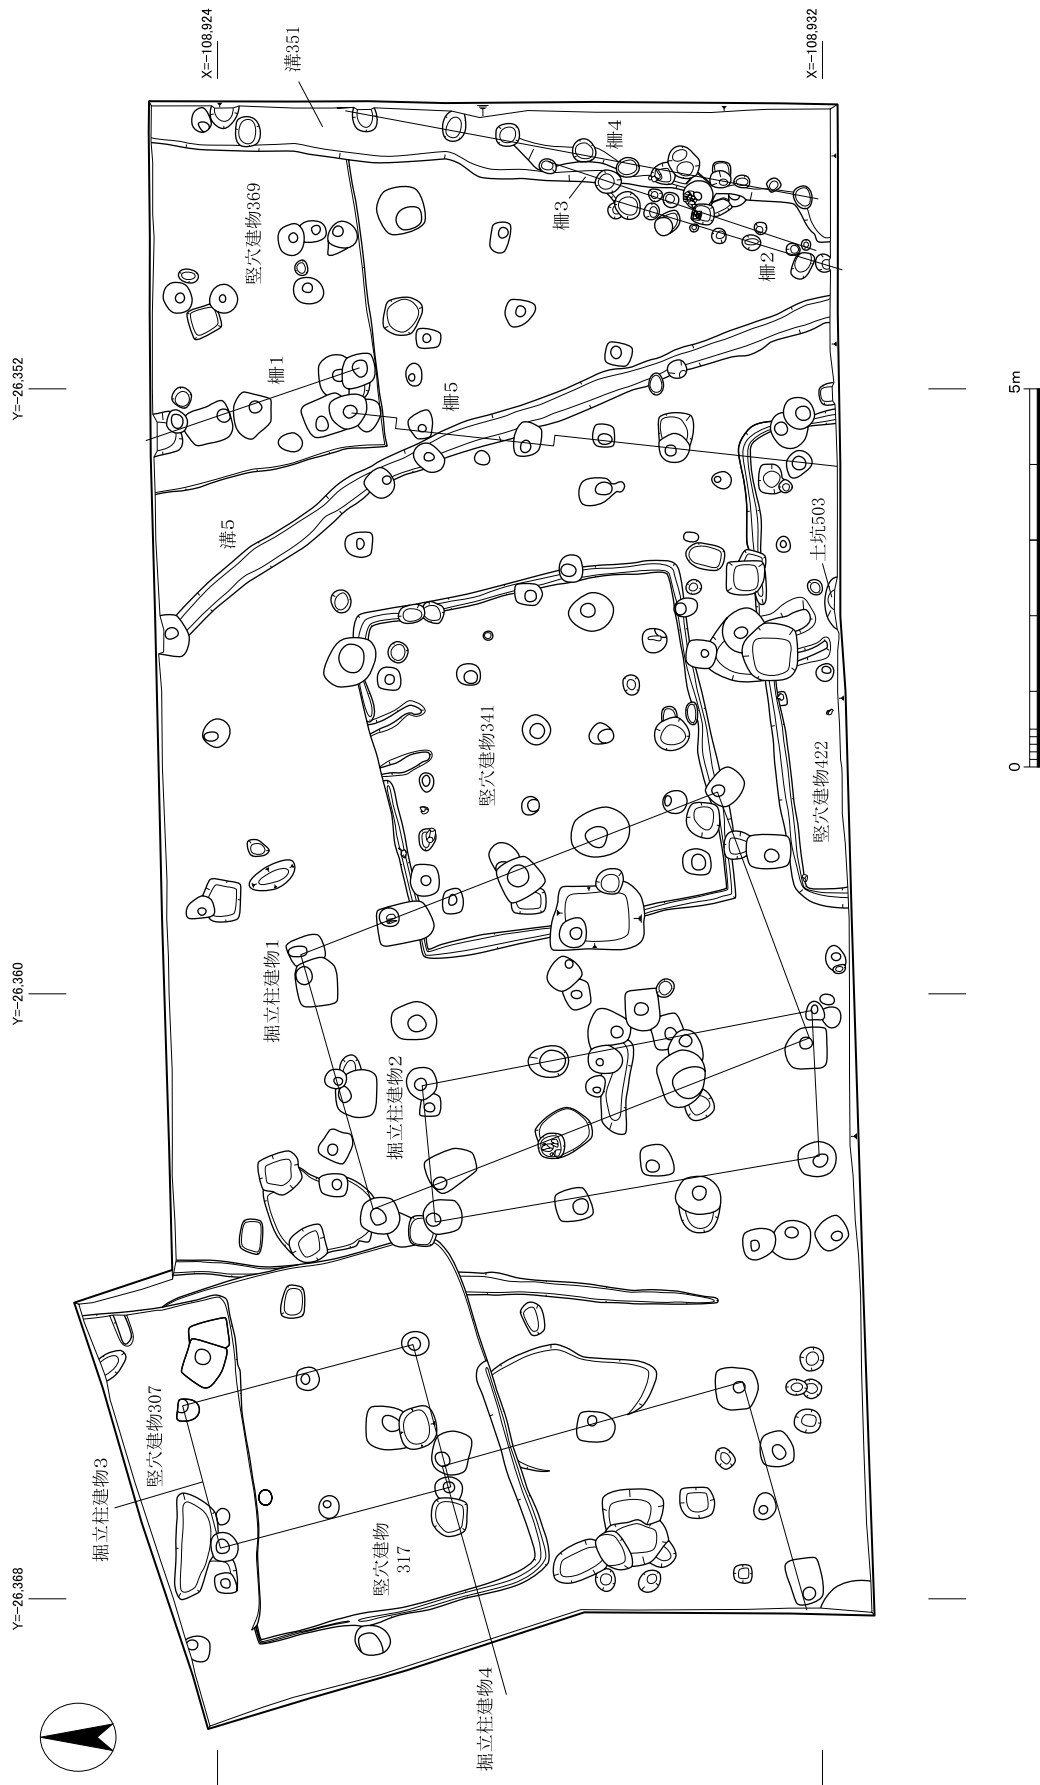 X=-108,924
X=-108,932
溝351
柵4
竪穴建物369
柵3
柵2
Y=-26,352
柵1
柵5
5m
溝5
土坑503
竪穴建物341
竪穴建物422
0
掘立柱建物1
Y=-26,360
掘立柱建物2
竪穴建物307
掘立柱建物3
竪穴建物
317
Y=-26,368
掘立柱建物4